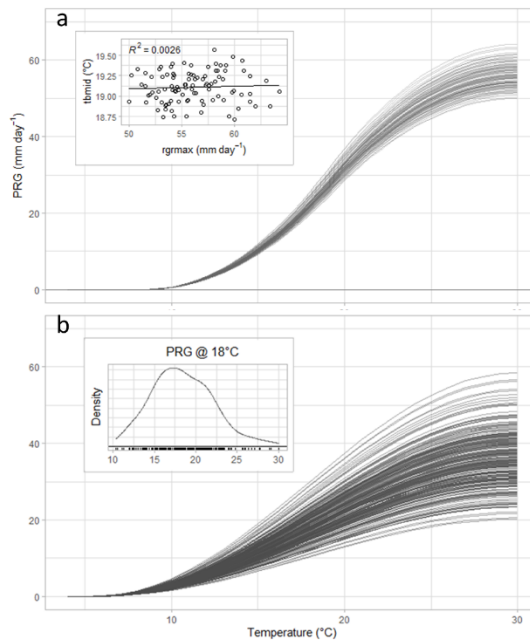 a
60
40
20
0
PRG (mm day⁻¹)
R² = 0.0026
19.50
19.25
19.00
18.75
tbmid (°C)
50
55
60
rgrmax (mm day⁻¹)
b
60
40
20
0
PRG @ 18°C
Density
10
15
20
25
30
10
20
30
Temperature (°C)